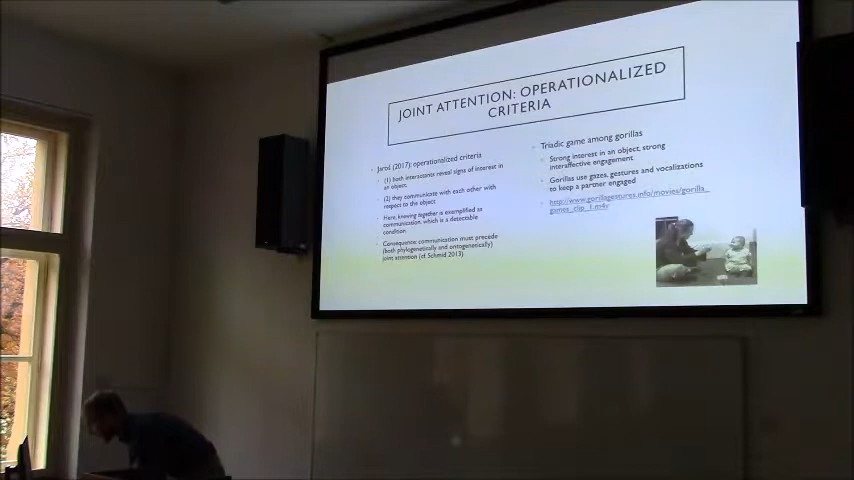 JOINT ATTENTION: OPERATIONALIZED
CRITERIA
Jarol (2017): operationalized criteria
(1) both interactants reveal signs of interest in
an object
(2) they communicate with each other with
respect to the object
Here, knowing together is exemplified as
communication, which is a detectable
condition
Consequence: communication must precede
(both phylogenetically and ontogenetically)
joint attention (cf. Schmid 2013)
Triadic game among gorillas
Strong interest in an object, strong
interaffective engagement
Gorillas use gazes, gestures and vocalizations
to keep a partner engaged
http://www.gorillagestures.info/movies/gorilla_
games_clip_1.m4v